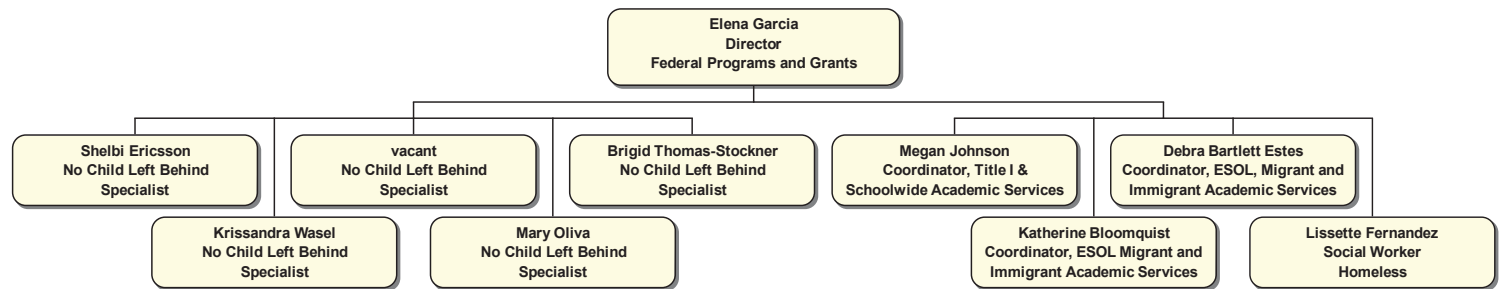 Elena Garcia
Director
Federal Programs and Grants
Shelbi Ericsson
No Child Left Behind
Specialist
vacant
No Child Left Behind
Specialist
Brigid Thomas-Stockner
No Child Left Behind
Specialist
Megan Johnson
Coordinator, Title I &
Schoolwide Academic Services
Debra Bartlett Estes
Coordinator, ESOL, Migrant and
Immigrant Academic Services
Krissandra Wasel
No Child Left Behind
Specialist
Mary Oliva
No Child Left Behind
Specialist
Katherine Bloomquist
Coordinator, ESOL Migrant and
Immigrant Academic Services
Lissette Fernandez
Social Worker
Homeless